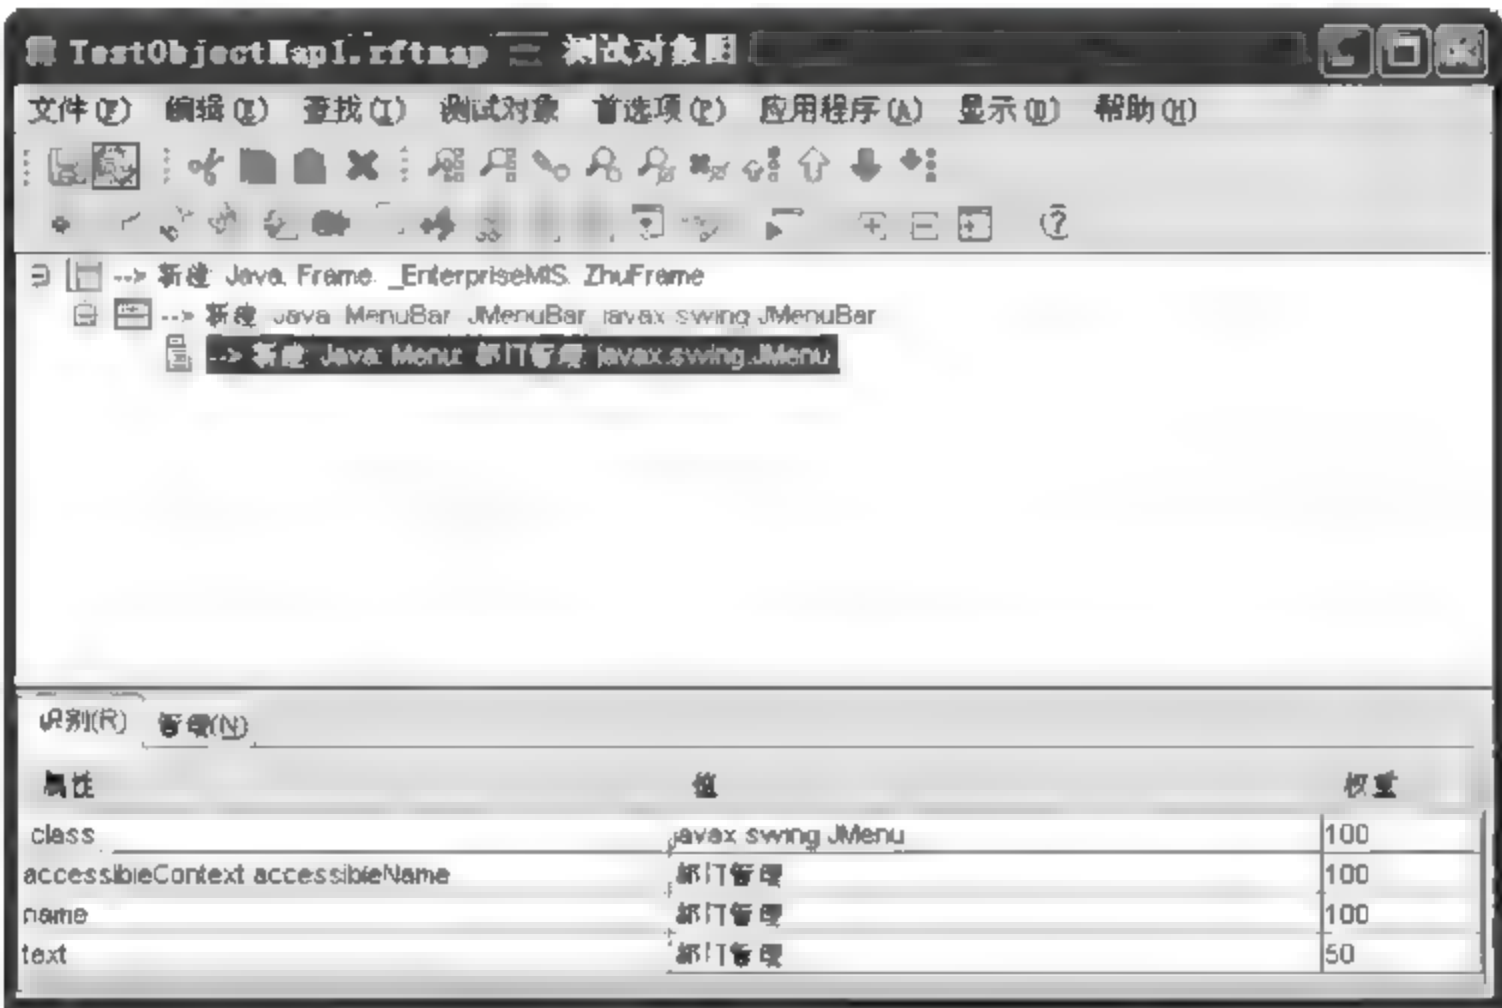 TestObjectMap1.rftmap - 测试对象图
文件(F) 编辑(E) 查找(I) 测试对象 首选项(P) 应用程序(A) 显示(D) 帮助(H)
--> 新建: Java: Frame: _EnterpriseMIS: ZhuFrame
--> 新建: Java: MenuBar: JMenuBar: javax.swing.JMenuBar
--> 新建: Java: Menu: 部门管理: javax.swing.JMenu
识别(R) 管理(N)
属性 值 权重
class javax.swing.JMenu 100
accessibleContext.accessibleName 部门管理 100
name 部门管理 100
text 部门管理 50